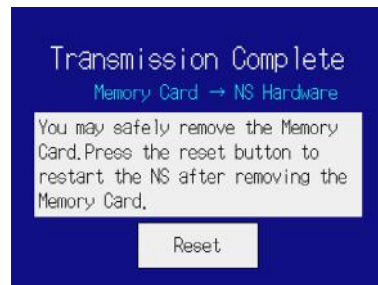 Transmission Complete
Memory Card → NS Hardware
You may safely remove the Memory
Card.Press the reset button to
restart the NS after removing the
Memory Card.
Reset